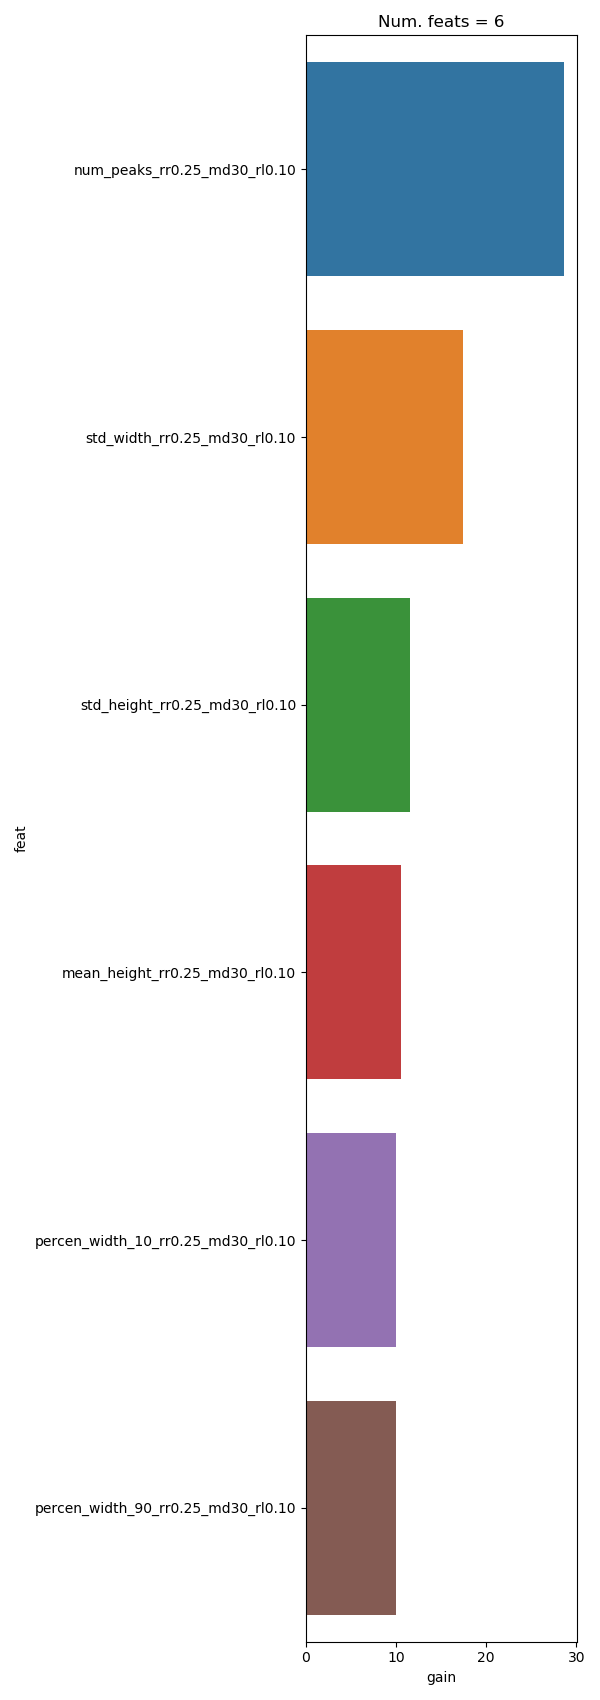 Num. feats = 6
num_peaks_rr0.25_md30_rl0.10
std_width_rr0.25_md30_rl0.10
std_height_rr0.25_md30_rl0.10
feat
mean_height_rr0.25_md30_rl0.10
percen_width_10_rr0.25_md30_rl0.10
percen_width_90_rr0.25_md30_rl0.10
0 10 20 30
gain